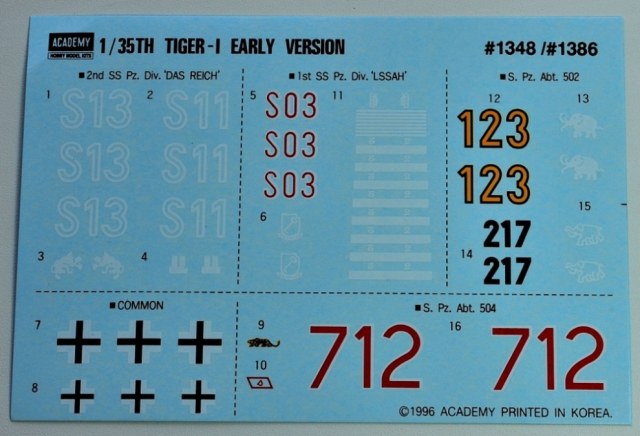 ACADEMY
HOBBY MODEL KITS
1/35TH TIGER-I EARLY VERSION
#1348 /#1386
■ 2nd SS Pz. Div. 'DAS REICH'
■ 1st SS Pz. Div. 'LSSAH'
■ S. Pz. Abt. 502
1 S13 2 S11
S13 S11
S13 S11
3 4
5 S03 11
S03
S03
6
12 13
123
123
15
217
14 217
■ COMMON
7
8
■ S. Pz. Abt. 504
9 16
10 712 712
©1996 ACADEMY PRINTED IN KOREA.